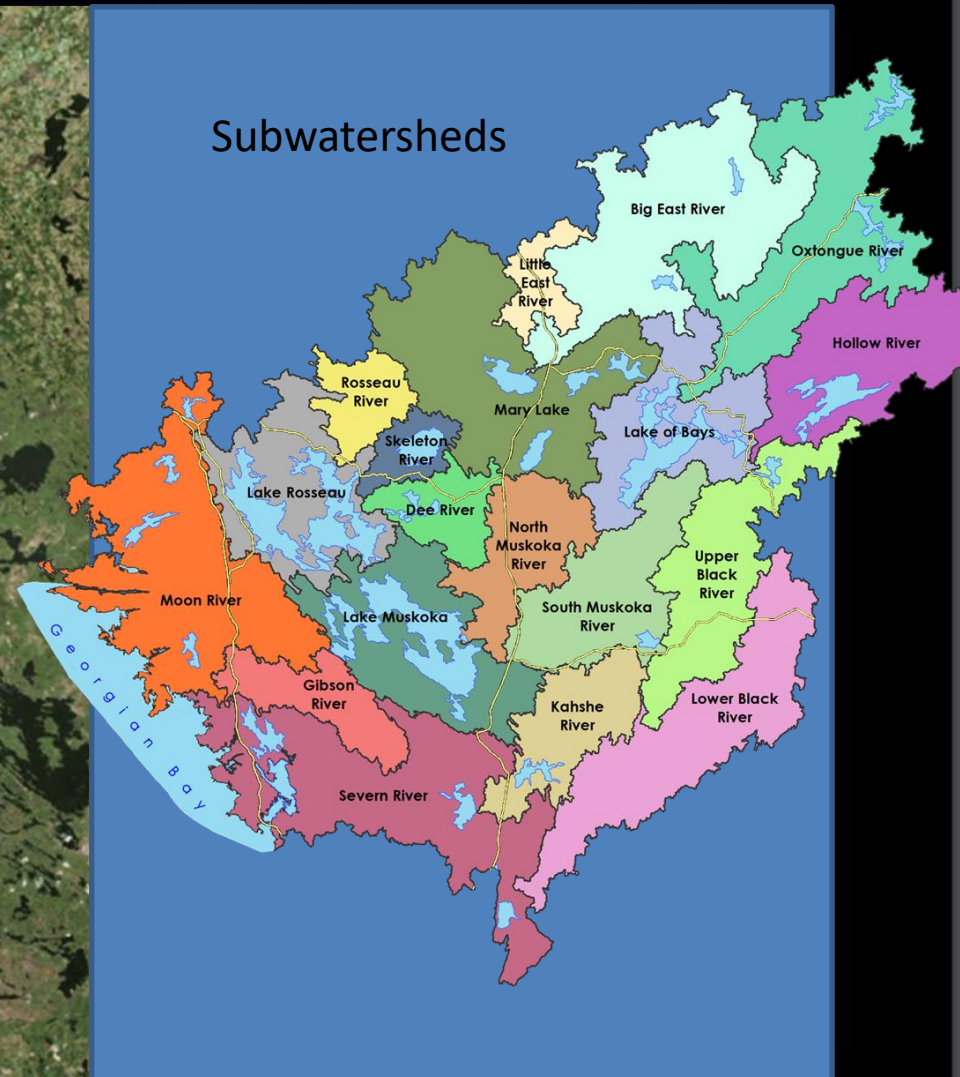 Subwatersheds
Big East River
Oxtongue River
Little
East
River
Hollow River
Rosseau
River
Mary Lake
Lake of Bays
Skeleton
River
Lake Rosseau
Dee River
North
Muskoka
River
Upper
Black
River
Moon River
Lake Muskoka
South Muskoka
River
Georgian Bay
Gibson
River
Kahshe
River
Lower Black
River
Severn River